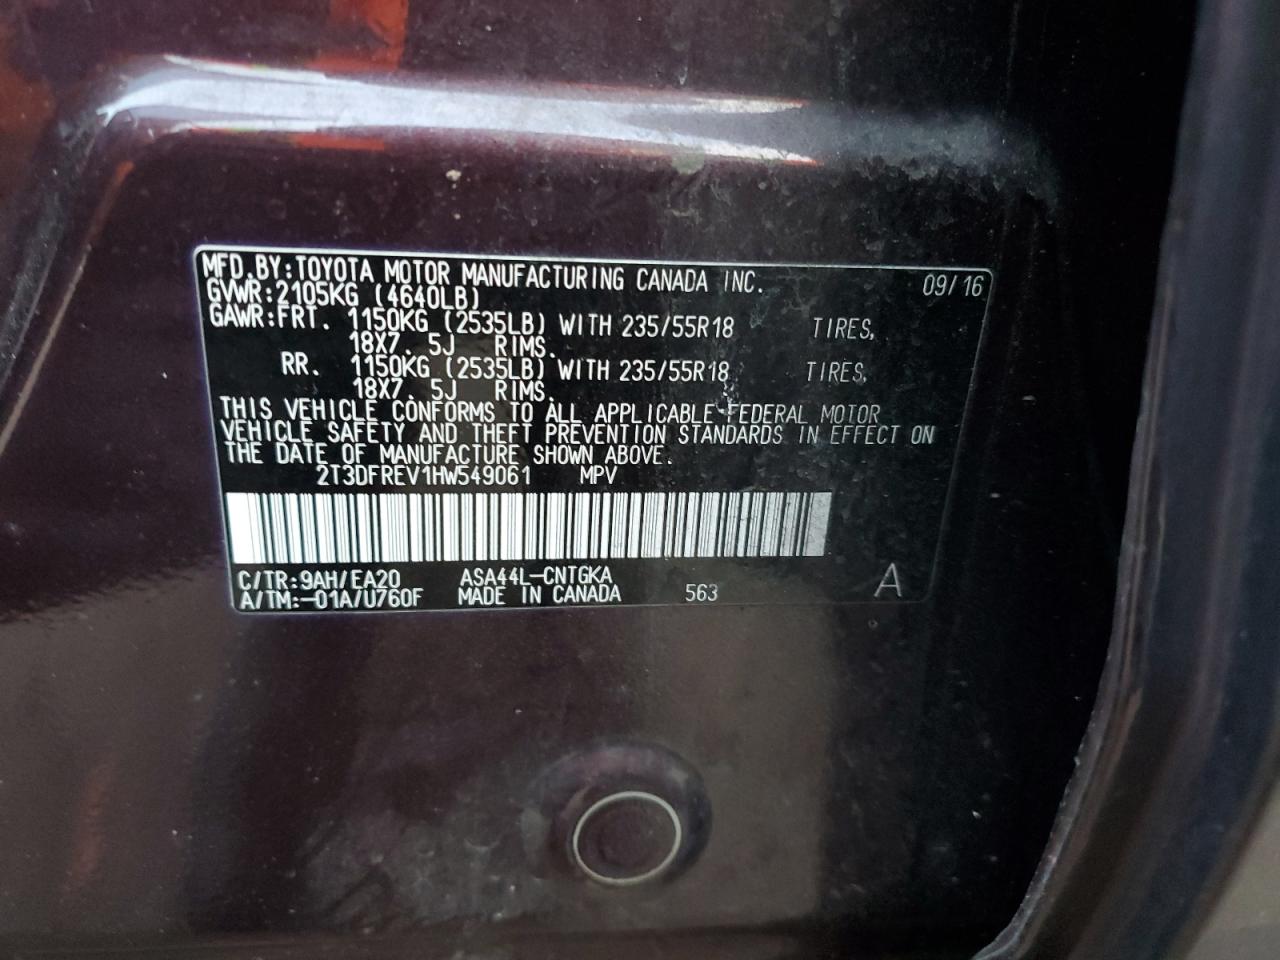 MFD.BY:TOYOTA MOTOR MANUFACTURING CANADA INC. 09/16
GVWR:2105KG (4640LB)
GAWR:FRT. 1150KG (2535LB) WITH 235/55R18 TIRES,
18X7. 5J RIMS.
RR. 1150KG (2535LB) WITH 235/55R18 TIRES,
18X7. 5J RIMS.
THIS VEHICLE CONFORMS TO ALL APPLICABLE FEDERAL MOTOR
VEHICLE SAFETY AND THEFT PREVENTION STANDARDS IN EFFECT ON
THE DATE OF MANUFACTURE SHOWN ABOVE.
2T3DFREV1HW549061 MPV
C/TR:9AH/EA20 ASA44L-CNTGKA
A/TM:-01A/U760F MADE IN CANADA 563 A